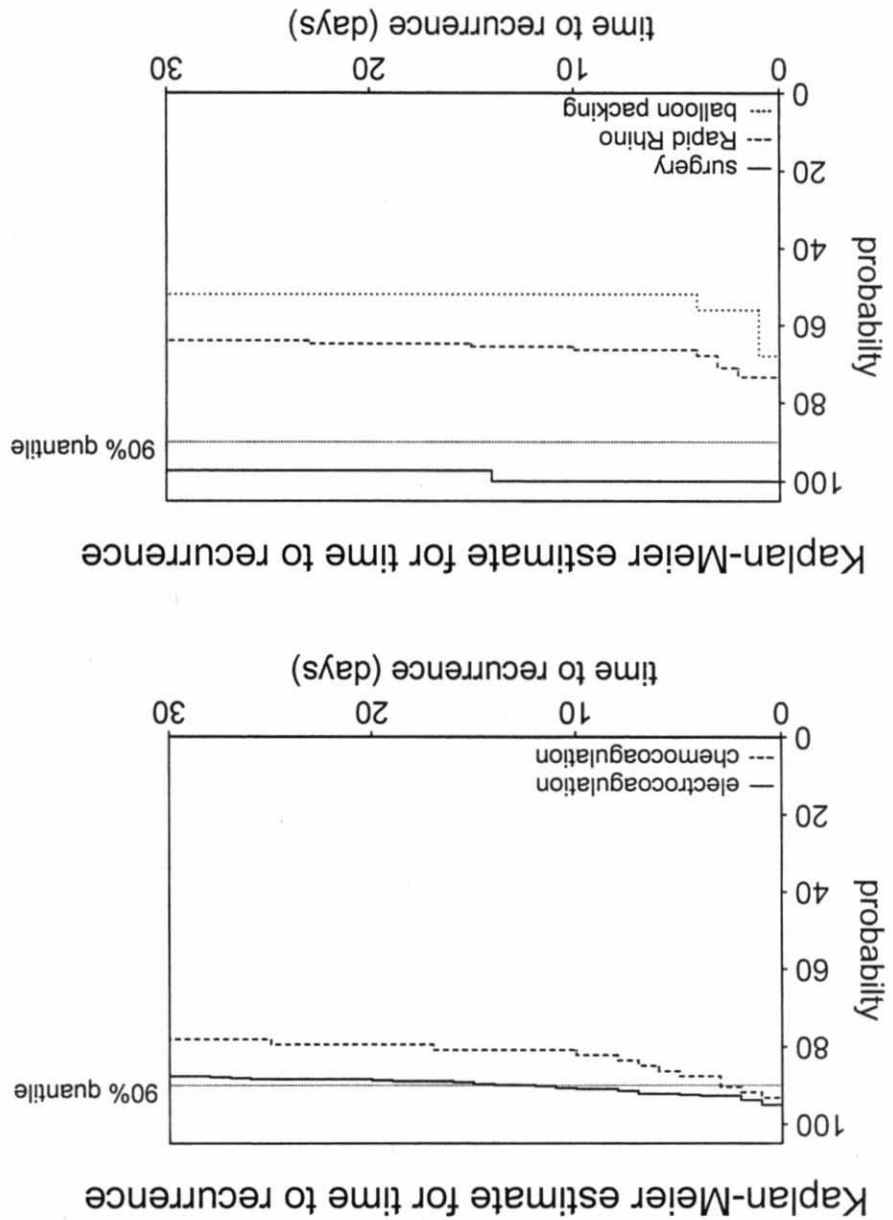 Kaplan-Meier estimate for time to recurrence
probabilty
100
80
60
40
20
0
90% quantile
electrocoagulation
chemocoagulation
0 10 20 30
time to recurrence (days)
Kaplan-Meier estimate for time to recurrence
probabilty
100
80
60
40
20
0
90% quantile
surgery
Rapid Rhino
balloon packing
0 10 20 30
time to recurrence (days)